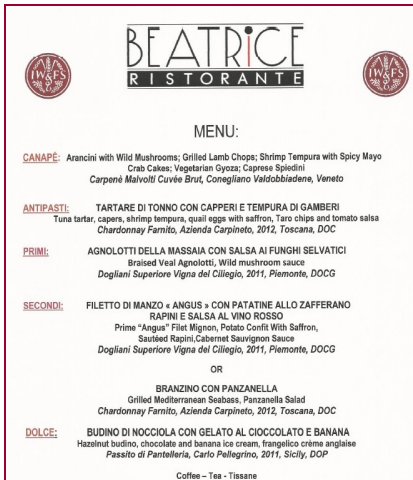 BEATRiCE
RISTORANTE
IW&FS
IW&FS
MENU:
CANAPÉ: Arancini with Wild Mushrooms; Grilled Lamb Chops; Shrimp Tempura with Spicy Mayo
Crab Cakes; Vegetarian Gyoza; Caprese Spiedini
Carpenè Malvolti Cuvée Brut, Conegliano Valdobbiadene, Veneto
ANTIPASTI: TARTARE DI TONNO CON CAPPERI E TEMPURA DI GAMBERI
Tuna tartar, capers, shrimp tempura, quail eggs with saffron, Taro chips and tomato salsa
Chardonnay Farnito, Azienda Carpineto, 2012, Toscana, DOC
PRIMI: AGNOLOTTI DELLA MASSAIA CON SALSA AI FUNGHI SELVATICI
Braised Veal Agnolotti, Wild mushroom sauce
Dogliani Superiore Vigna del Ciliegio, 2011, Piemonte, DOCG
SECONDI: FILETTO DI MANZO « ANGUS » CON PATATINE ALLO ZAFFERANO
RAPINI E SALSA AL VINO ROSSO
Prime "Angus" Filet Mignon, Potato Confit With Saffron,
Sautéed Rapini,Cabernet Sauvignon Sauce
Dogliani Superiore Vigna del Ciliegio, 2011, Piemonte, DOCG
OR
BRANZINO CON PANZANELLA
Grilled Mediterranean Seabass, Panzanella Salad
Chardonnay Farnito, Azienda Carpineto, 2012, Toscana, DOC
DOLCE: BUDINO DI NOCCIOLA CON GELATO AL CIOCCOLATO E BANANA
Hazelnut budino, chocolate and banana ice cream, frangelico crème anglaise
Passito di Pantelleria, Carlo Pellegrino, 2011, Sicily, DOP
Coffee – Tea - Tissane